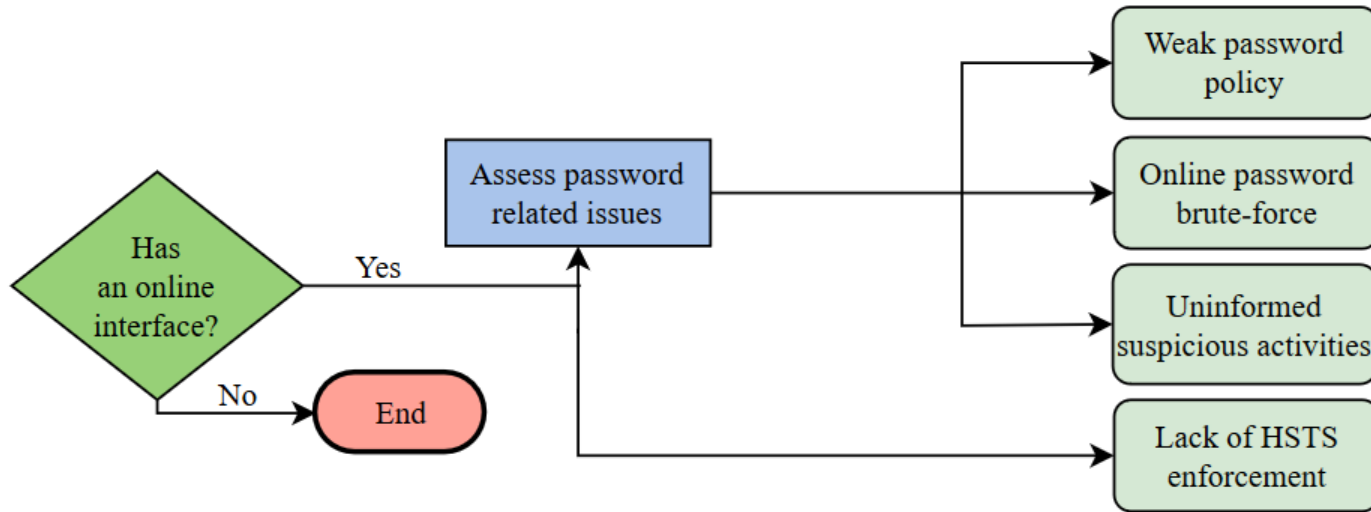 Has
an online
interface?
Yes
No
End
Assess password
related issues
Weak password
policy
Online password
brute-force
Uninformed
suspicious activities
Lack of HSTS
enforcement